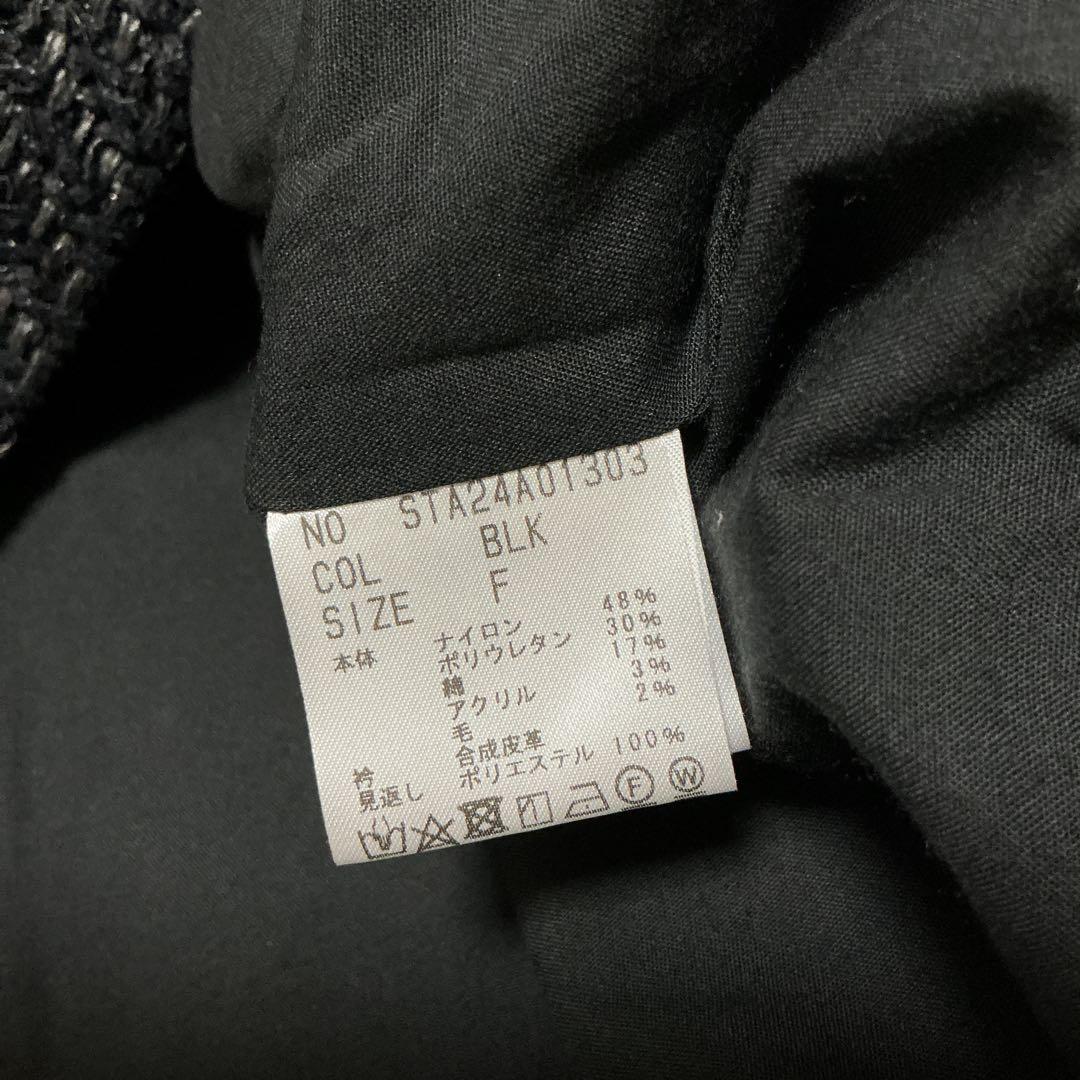 NO STA24A01303
COL BLK
SIZE F
本体 ナイロン 48%
ポリウレタン 30%
綿 17%
アクリル 3%
毛 2%
衿 合成皮革
見返し ポリエステル 100%
F W